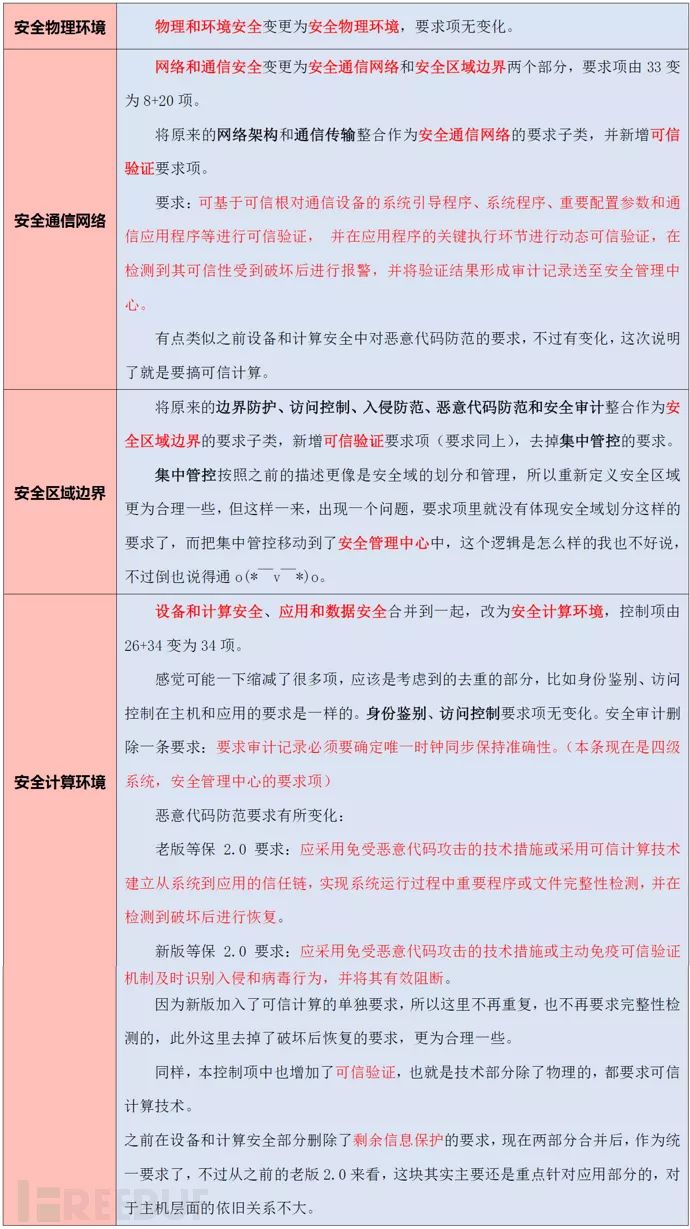 安全物理环境
物理和环境安全变更为安全物理环境，要求项无变化。
安全通信网络
网络和通信安全变更为安全通信网络和安全区域边界两个部分，要求项由 33 变
为 8+20 项。
将原来的网络架构和通信传输整合作为安全通信网络的要求子类，并新增可信
验证要求项。
要求：可基于可信根对通信设备的系统引导程序、系统程序、重要配置参数和通
信应用程序等进行可信验证， 并在应用程序的关键执行环节进行动态可信验证，在
检测到其可信性受到破坏后进行报警，并将验证结果形成审计记录送至安全管理中
心。
有点类似之前设备和计算安全中对恶意代码防范的要求，不过有变化，这次说明
了就是要搞可信计算。
安全区域边界
将原来的边界防护、访问控制、入侵防范、恶意代码防范和安全审计整合作为安
全区域边界的要求子类，新增可信验证要求项（要求同上），去掉集中管控的要求。
集中管控按照之前的描述更像是安全域的划分和管理，所以重新定义安全区域
更为合理一些，但这样一来，出现一个问题，要求项里就没有体现安全域划分这样的
要求了，而把集中管控移动到了安全管理中心中，这个逻辑是怎么样的我也不好说，
不过倒也说得通 o(*￣v￣*)o。
安全计算环境
设备和计算安全、应用和数据安全合并到一起，改为安全计算环境，控制项由
26+34 变为 34 项。
感觉可能一下缩减了很多项，应该是考虑到的去重的部分，比如身份鉴别、访问
控制在主机和应用的要求是一样的。身份鉴别、访问控制要求项无变化。安全审计删
除一条要求：要求审计记录必须要确定唯一时钟同步保持准确性。（本条现在是四级
系统，安全管理中心的要求项）
恶意代码防范要求有所变化：
老版等保 2.0 要求：应采用免受恶意代码攻击的技术措施或采用可信计算技术
建立从系统到应用的信任链，实现系统运行过程中重要程序或文件完整性检测，并在
检测到破坏后进行恢复。
新版等保 2.0 要求：应采用免受恶意代码攻击的技术措施或主动免疫可信验证
机制及时识别入侵和病毒行为，并将其有效阻断。
因为新版加入了可信计算的单独要求，所以这里不再重复，也不再要求完整性检
测的，此外这里去掉了破坏后恢复的要求，更为合理一些。
同样，本控制项中也增加了可信验证，也就是技术部分除了物理的，都要求可信
计算技术。
之前在设备和计算安全部分删除了剩余信息保护的要求，现在两部分合并后，作为统
一要求了，不过从之前的老版 2.0 来看，这块其实主要还是重点针对应用部分的，对
于主机层面的依旧关系不大。
FREEBUF